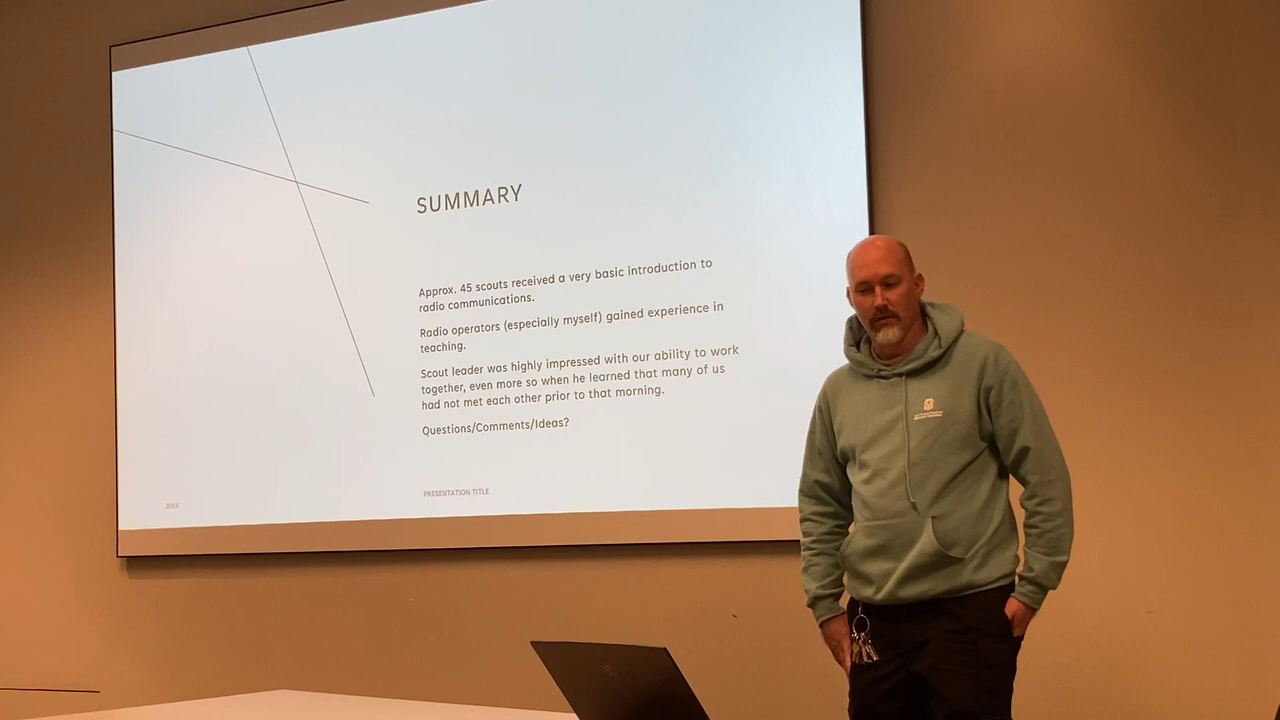 SUMMARY
Approx. 45 scouts received a very basic introduction to
radio communications.
Radio operators (especially myself) gained experience in
teaching.
Scout leader was highly impressed with our ability to work
together, even more so when he learned that many of us
had not met each other prior to that morning.
Questions/Comments/Ideas?
20XX
PRESENTATION TITLE